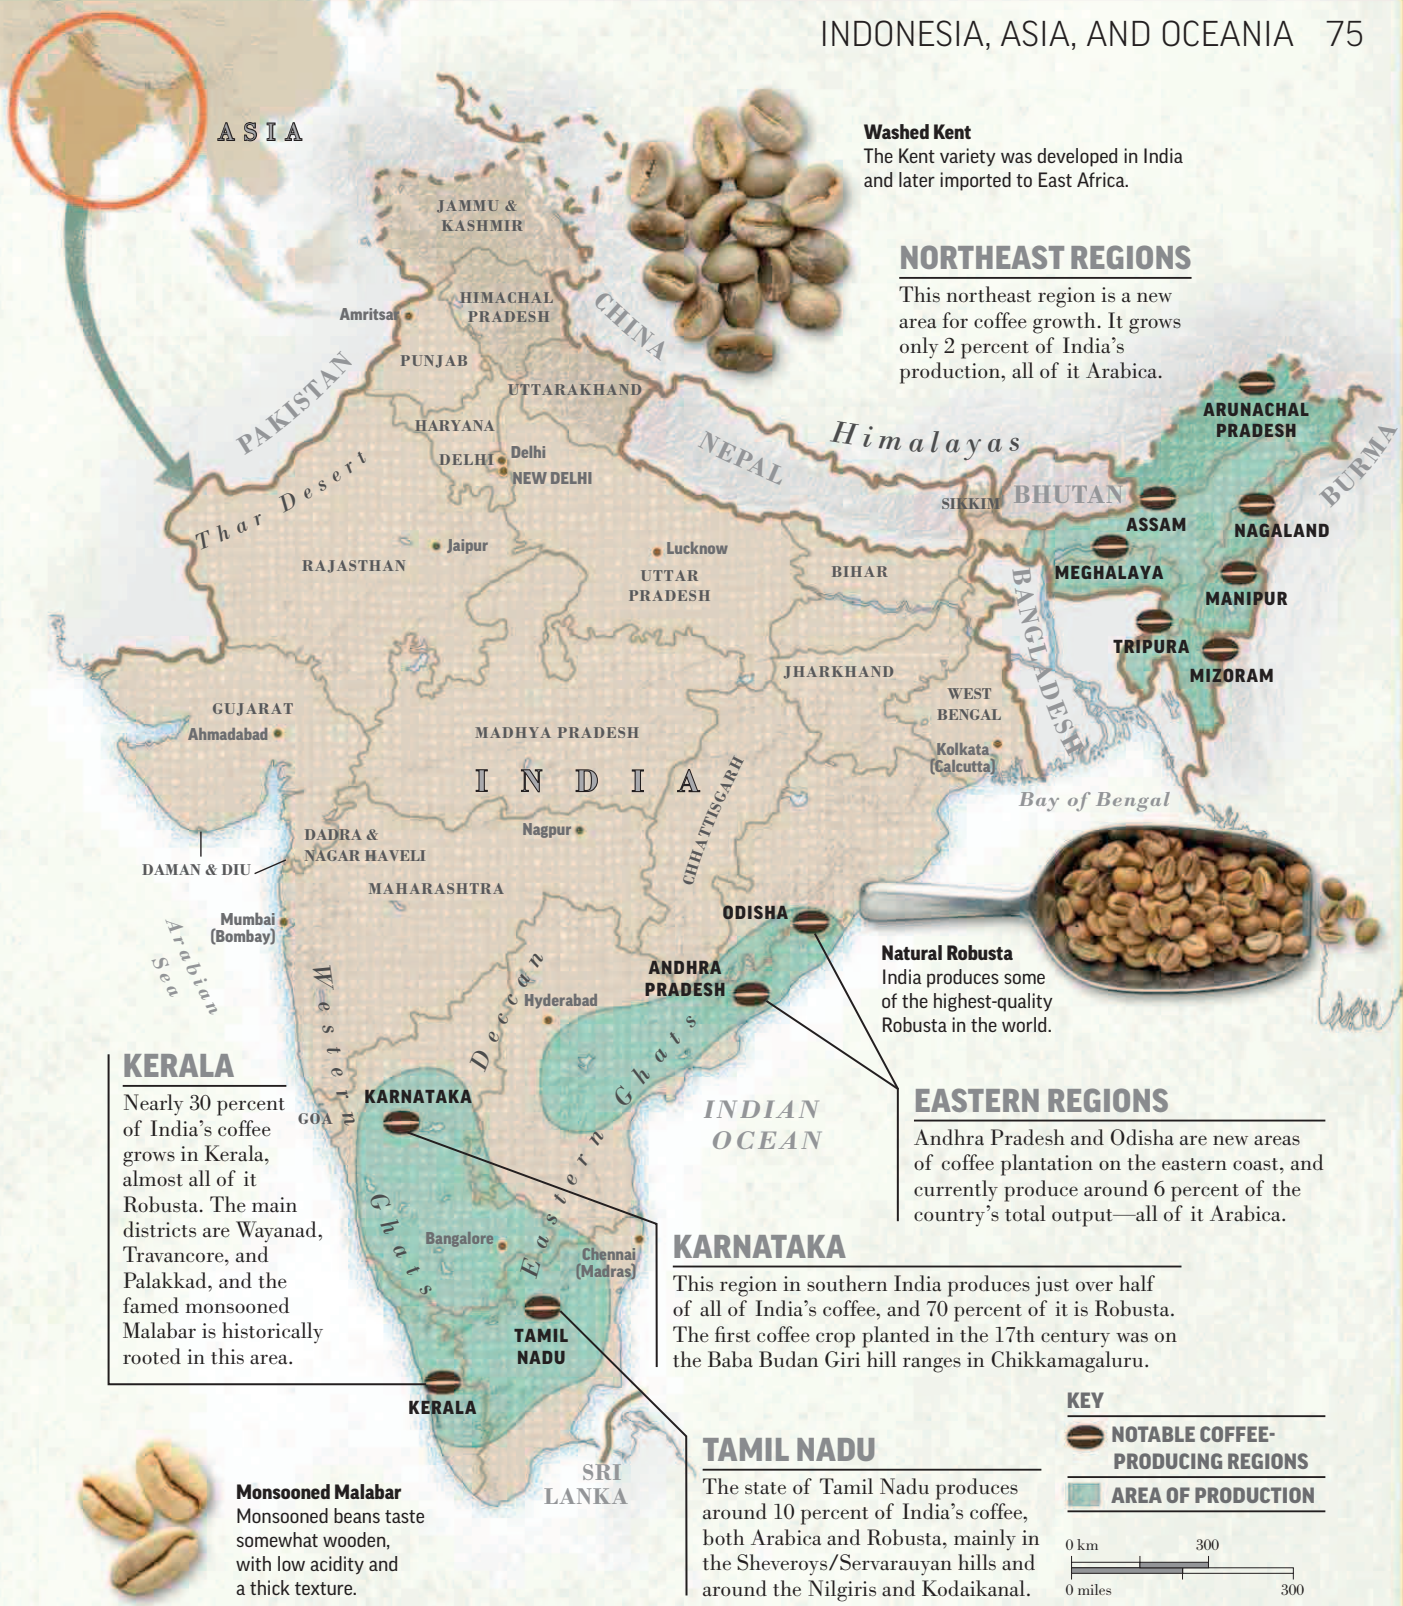 INDONESIA, ASIA, AND OCEANIA 75
ASIA
Washed Kent
The Kent variety was developed in India
and later imported to East Africa.
NORTHEAST REGIONS
This northeast region is a new
area for coffee growth. It grows
only 2 percent of India's
production, all of it Arabica.
JAMMU &
KASHMIR
HIMACHAL
PRADESH
Amritsar
CHINA
PUNJAB
PAKISTAN
UTTARAKHAND
HARYANA
Delhi
DELHI
NEW DELHI
Thar Desert
NEPAL
Himalayas
SIKKIM
BHUTAN
ARUNACHAL
PRADESH
BURMA
ASSAM
NAGALAND
MEGHALAYA
MANIPUR
TRIPURA
MIZORAM
BANGLADESH
Jaipur
RAJASTHAN
Lucknow
UTTAR
PRADESH
BIHAR
JHARKHAND
WEST
BENGAL
Kolkata
(Calcutta)
GUJARAT
Ahmadabad
MADHYA PRADESH
INDIA
CHHATTISGARH
Bay of Bengal
Nagpur
DADRA &
NAGAR HAVELI
DAMAN & DIU
MAHARASHTRA
Mumbai
(Bombay)
Arabian
Sea
ODISHA
ANDHRA
PRADESH
Natural Robusta
India produces some
of the highest-quality
Robusta in the world.
Hyderabad
Deccan
Western
Ghats
Eastern
Ghats
INDIAN
OCEAN
KERALA
Nearly 30 percent
of India's coffee
grows in Kerala,
almost all of it
Robusta. The main
districts are Wayanad,
Travancore, and
Palakkad, and the
famed monsooned
Malabar is historically
rooted in this area.
KARNATAKA
GOA
Bangalore
Chennai
(Madras)
TAMIL
NADU
KERALA
SRI
LANKA
EASTERN REGIONS
Andhra Pradesh and Odisha are new areas
of coffee plantation on the eastern coast, and
currently produce around 6 percent of the
country's total output—all of it Arabica.
KARNATAKA
This region in southern India produces just over half
of all of India's coffee, and 70 percent of it is Robusta.
The first coffee crop planted in the 17th century was on
the Baba Budan Giri hill ranges in Chikkamagaluru.
TAMIL NADU
The state of Tamil Nadu produces
around 10 percent of India's coffee,
both Arabica and Robusta, mainly in
the Sheveroys/Servarauyan hills and
around the Nilgiris and Kodaikanal.
Monsooned Malabar
Monsooned beans taste
somewhat wooden,
with low acidity and
a thick texture.
KEY
NOTABLE COFFEE-
PRODUCING REGIONS
AREA OF PRODUCTION
0 km 300
0 miles 300